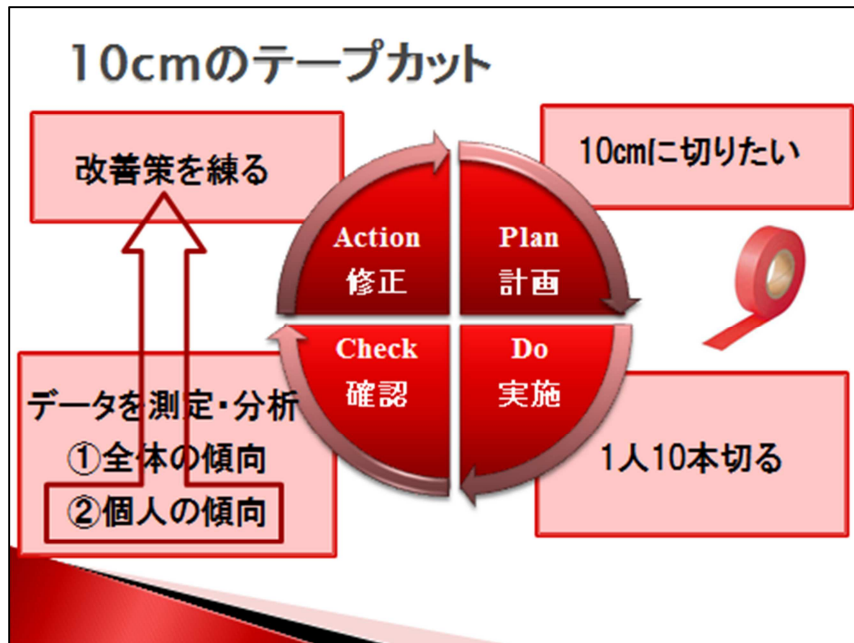 10cmのテープカット
改善策を練る
10cmに切りたい
Action
修正
Plan
計画
Check
確認
Do
実施
データを測定・分析
①全体の傾向
②個人の傾向
1人10本切る